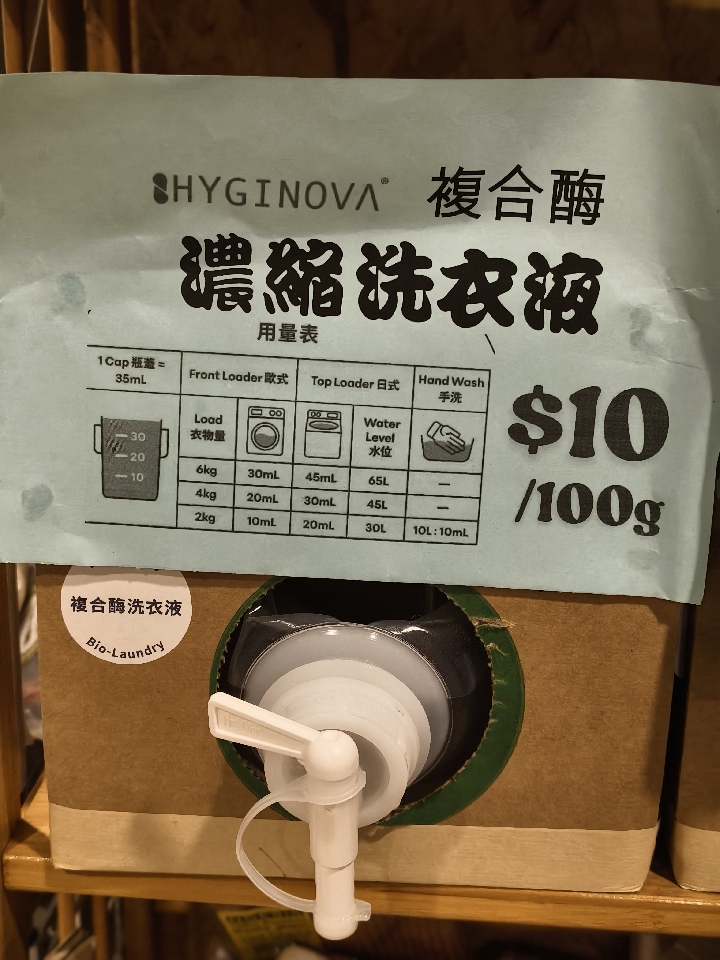 HYGINOVA® 複合酶
濃縮洗衣液
用量表
1 Cap 瓶蓋 = 35mL
Front Loader 歐式
Top Loader 日式
Hand Wash 手洗
30
20
10
Load 衣物量
Water Level 水位
6kg 30mL 45mL 65L —
4kg 20mL 30mL 45L —
2kg 10mL 20mL 30L 10L : 10mL
$10
/100g
複合酶洗衣液
Bio-Laundry